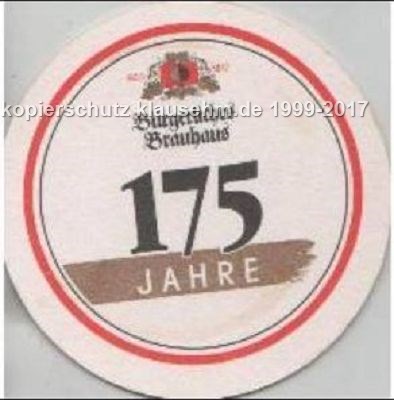 kopierschutz klausehm.de 1999-2017
Bürgerliches
Brauhaus
175
JAHRE